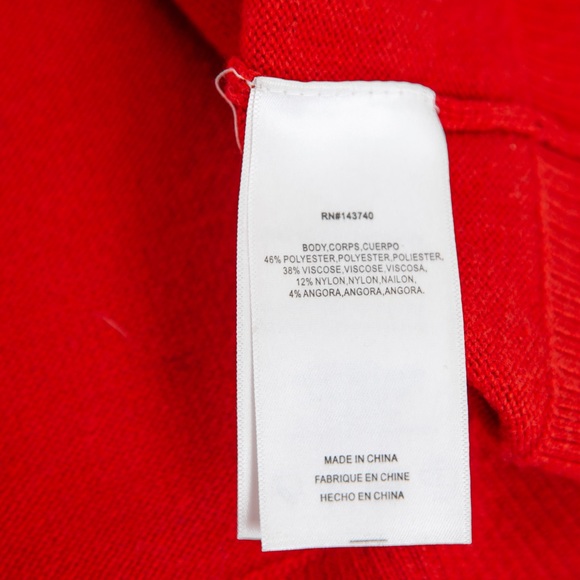 RN#143740
BODY,CORPS,CUERPO
46% POLYESTER,POLYESTER,POLIESTER,
38% VISCOSE,VISCOSE,VISCOSA,
12% NYLON,NYLON,NAILON,
4% ANGORA,ANGORA,ANGORA.
MADE IN CHINA
FABRIQUE EN CHINE
HECHO EN CHINA